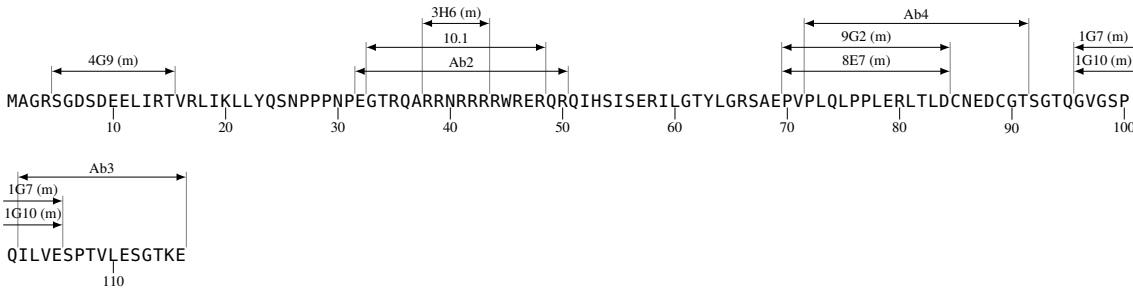 3H6 (m)
Ab4
10.1
9G2 (m)
1G7 (m)
4G9 (m)
Ab2
8E7 (m)
1G10 (m)
MAGRSGDSDEELIRTVRLIKLLYQSNPPPNPEGTRQARRNRRRRWRERQRQIHSISERILGTYLGRSAEPVPLQLPPLERLTLDCNEDCGTSGTQGVGSP
10 20 30 40 50 60 70 80 90 100
Ab3
1G7 (m)
1G10 (m)
QILVESPTVLESGTKE
110